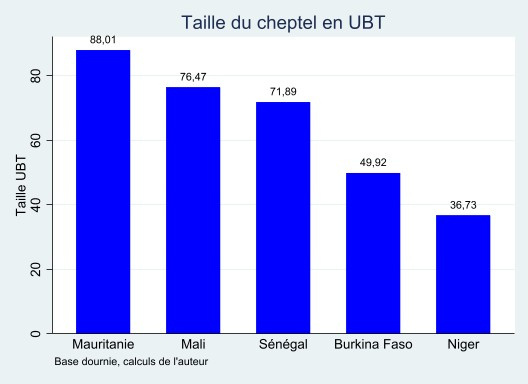 Taille du cheptel en UBT
88,01
76,47
71,89
49,92
36,73
Taille UBT
80
60
40
20
0
Mauritanie Mali Sénégal Burkina Faso Niger
Base dournie, calculs de l'auteur